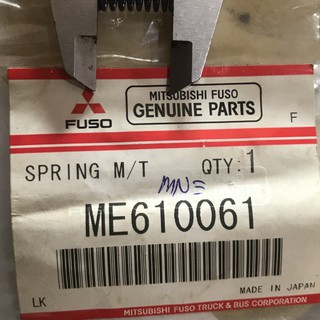 FUSO
MITSUBISHI FUSO
GENUINE PARTS
F
SPRING M/T QTY:1
ME610061
MADE IN JAPAN
LK
MITSUBISHI FUSO TRUCK & BUS CORPORATION